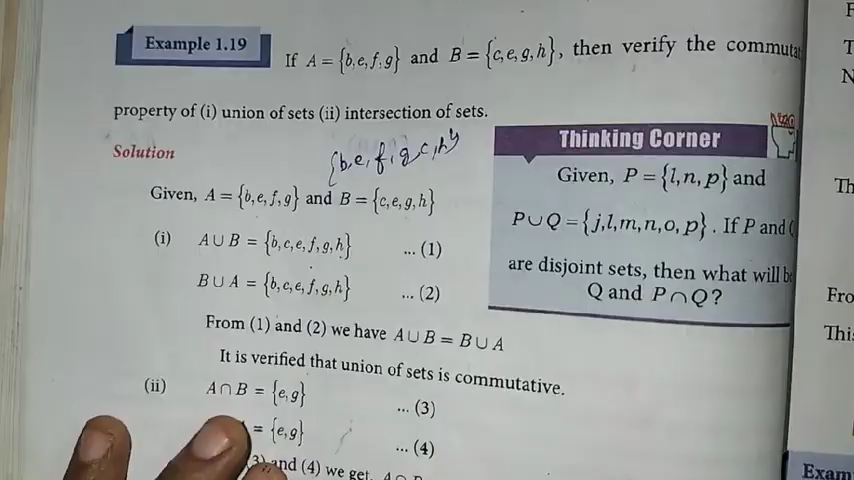 Example 1.19
If A = {b,e,f,g} and B = {c,e,g,h}, then verify the commuta
property of (i) union of sets (ii) intersection of sets.
Solution
{b,e,f,g,c,h}
Given, A = {b,e,f,g} and B = {c,e,g,h}
(i) A∪B = {b,c,e,f,g,h} ... (1)
B∪A = {b,c,e,f,g,h} ... (2)
From (1) and (2) we have A∪B = B∪A
It is verified that union of sets is commutative.
(ii) A∩B = {e,g} ... (3)
= {e,g} ... (4)
(3) and (4) we get, A∩
Thinking Corner
Given, P = {l,n,p} and
P∪Q = {j,l,m,n,o,p}. If P and
are disjoint sets, then what will be
Q and P∩Q?
Th
Fro
This
Exam